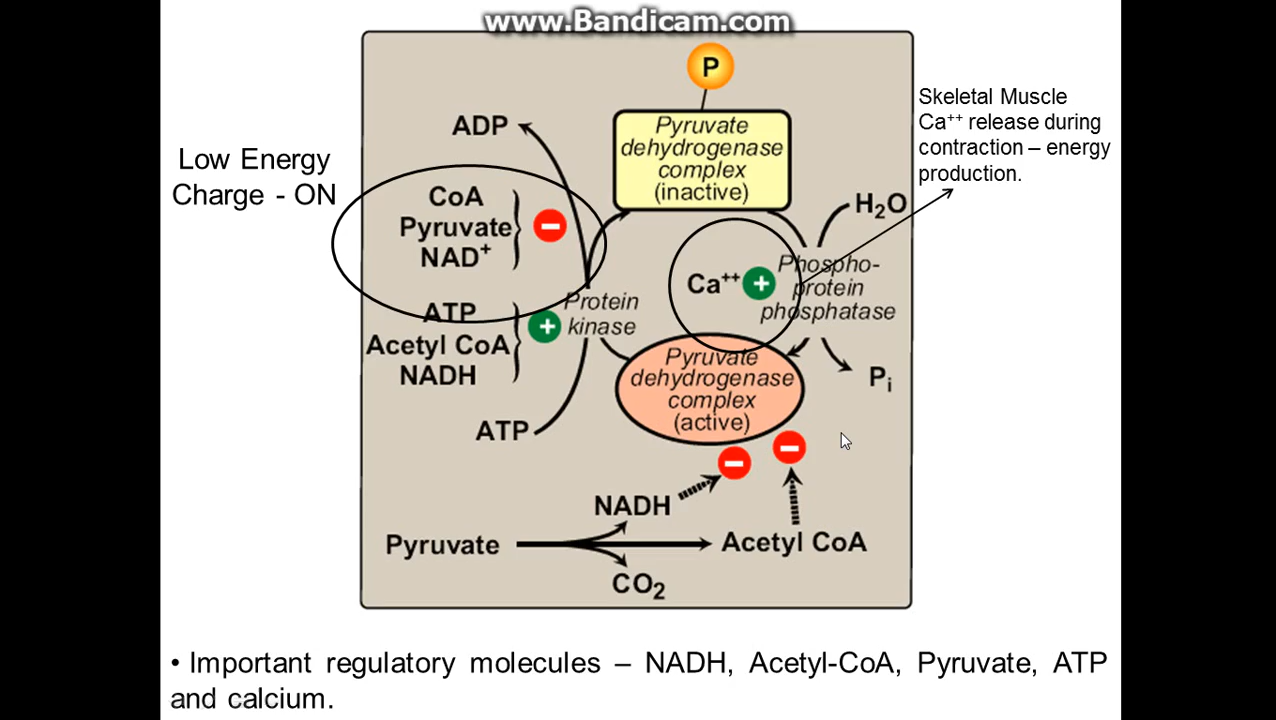 www.Bandicam.com
P
Skeletal Muscle
Ca⁺⁺ release during
contraction – energy
production.
Low Energy
Charge - ON
ADP
Pyruvate
dehydrogenase
complex
(inactive)
CoA
Pyruvate
NAD⁺
H₂O
Ca⁺⁺
Phospho-
protein
phosphatase
Protein
kinase
ATP
Acetyl CoA
NADH
Pyruvate
dehydrogenase
complex
(active)
Pᵢ
ATP
NADH
Pyruvate
Acetyl CoA
CO₂
• Important regulatory molecules – NADH, Acetyl-CoA, Pyruvate, ATP
and calcium.